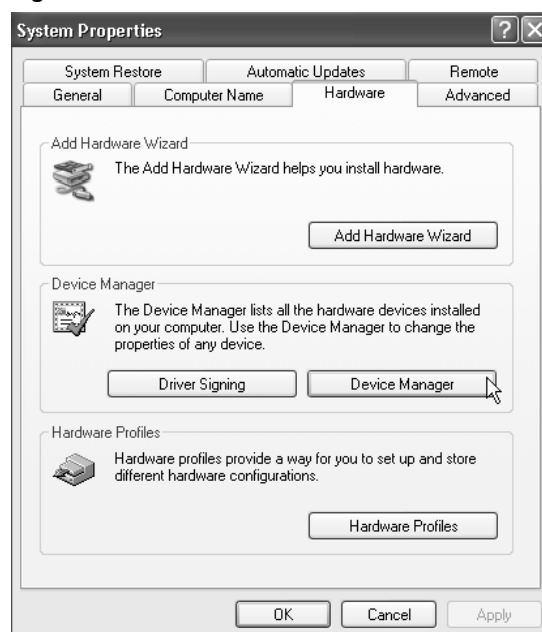 System Properties
System Restore Automatic Updates Remote
General Computer Name Hardware Advanced
Add Hardware Wizard
The Add Hardware Wizard helps you install hardware.
Add Hardware Wizard
Device Manager
The Device Manager lists all the hardware devices installed
on your computer. Use the Device Manager to change the
properties of any device.
Driver Signing Device Manager
Hardware Profiles
Hardware profiles provide a way for you to set up and store
different hardware configurations.
Hardware Profiles
OK Cancel Apply